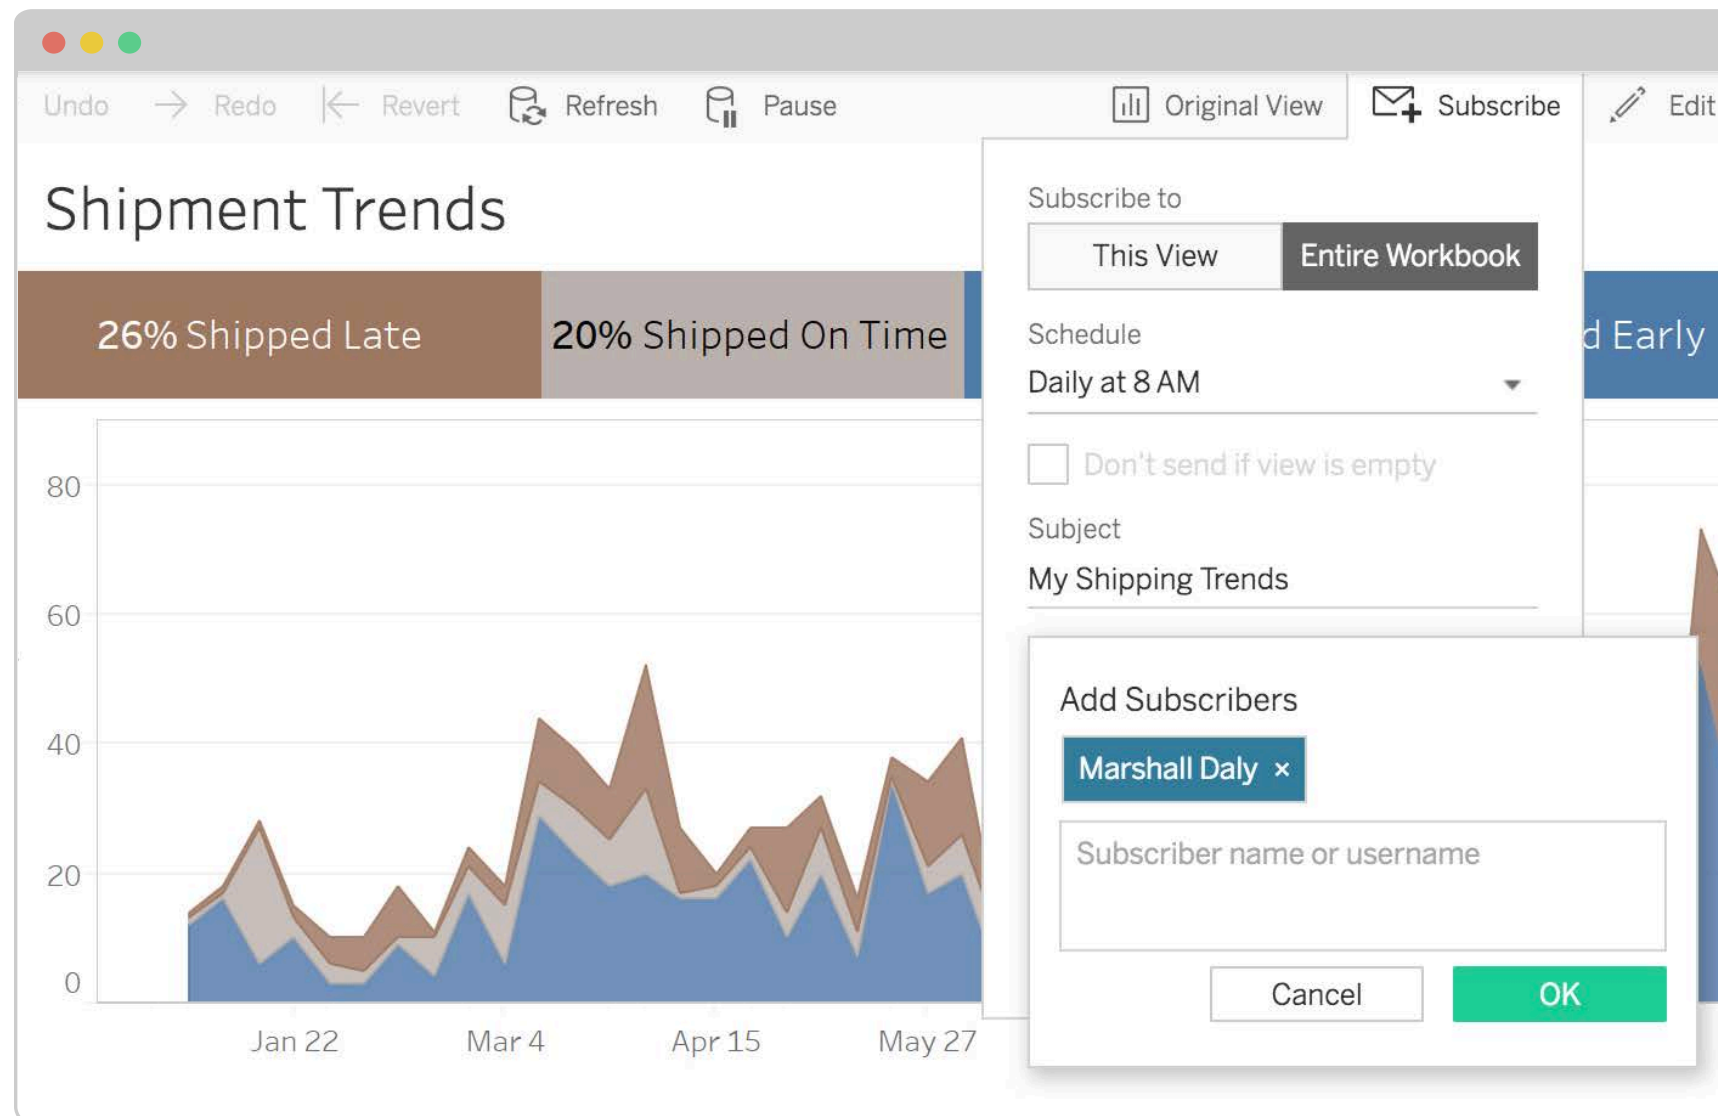 Undo Redo Revert Refresh Pause Original View Subscribe Edit
Shipment Trends
26% Shipped Late
20% Shipped On Time
Early
80
60
40
20
0
Jan 22 Mar 4 Apr 15 May 27
Subscribe to
This View Entire Workbook
Schedule
Daily at 8 AM
Don't send if view is empty
Subject
My Shipping Trends
Add Subscribers
Marshall Daly ×
Subscriber name or username
Cancel OK